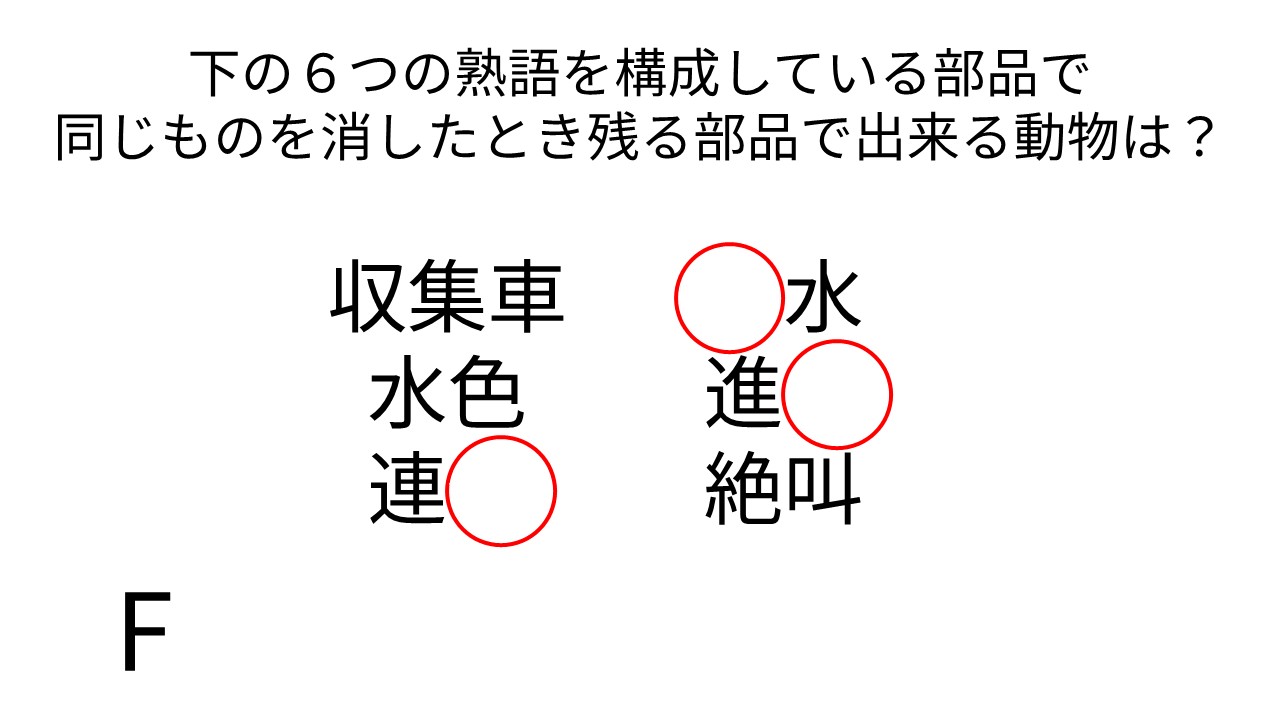 下の６つの熟語を構成している部品で
同じものを消したとき残る部品で出来る動物は？
収集車
水色
連
水
進
絶叫
F